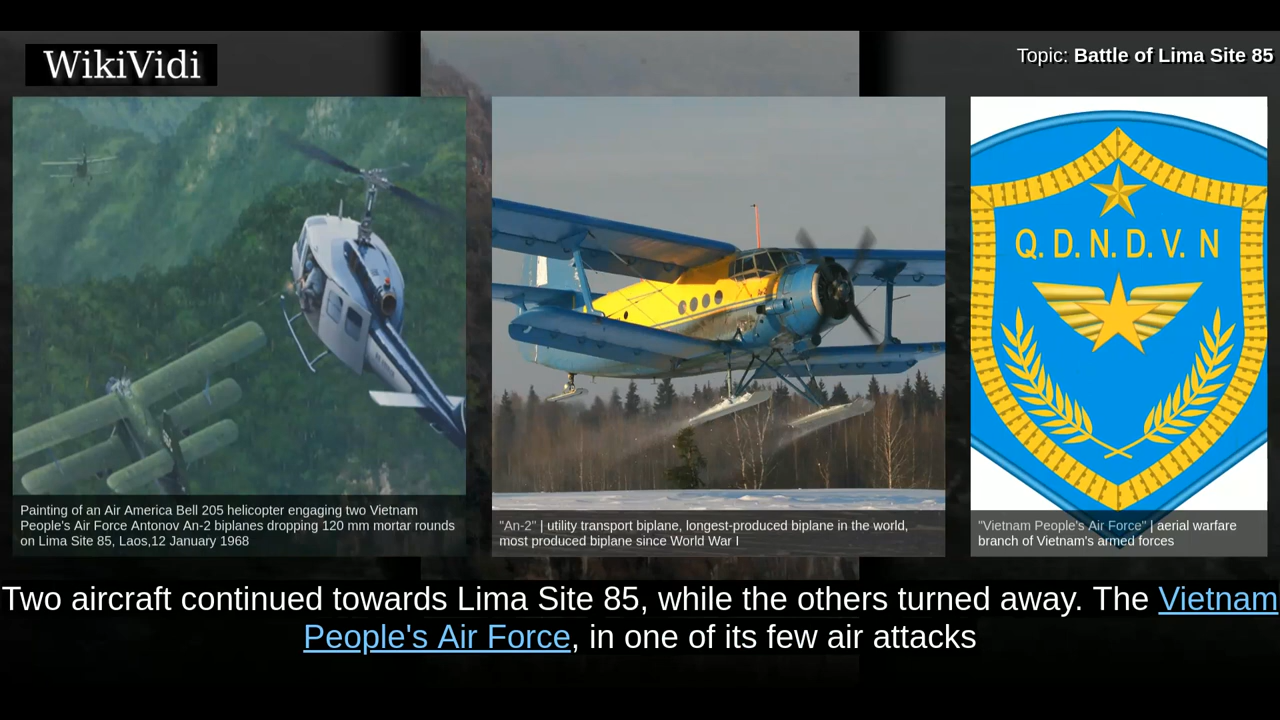 WikiVidi
Topic: Battle of Lima Site 85
Q. D. N. D. V. N
Painting of an Air America Bell 205 helicopter engaging two Vietnam
People's Air Force Antonov An-2 biplanes dropping 120 mm mortar rounds
on Lima Site 85, Laos,12 January 1968
"An-2" | utility transport biplane, longest-produced biplane in the world,
most produced biplane since World War I
"Vietnam People's Air Force" | aerial warfare
branch of Vietnam's armed forces
Two aircraft continued towards Lima Site 85, while the others turned away. The Vietnam
People's Air Force, in one of its few air attacks